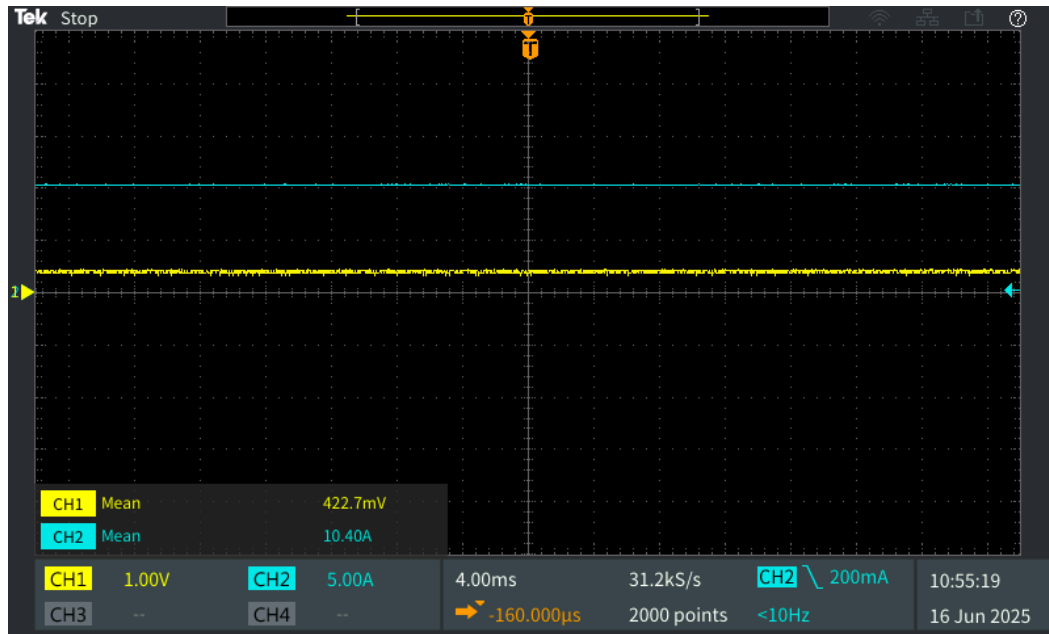 Tek Stop
T
T
1
CH1 Mean 422.7mV
CH2 Mean 10.40A
CH1 1.00V CH2 5.00A 4.00ms 31.2kS/s CH2 200mA 10:55:19
CH3 -- CH4 -- -160.000µs 2000 points <10Hz 16 Jun 2025